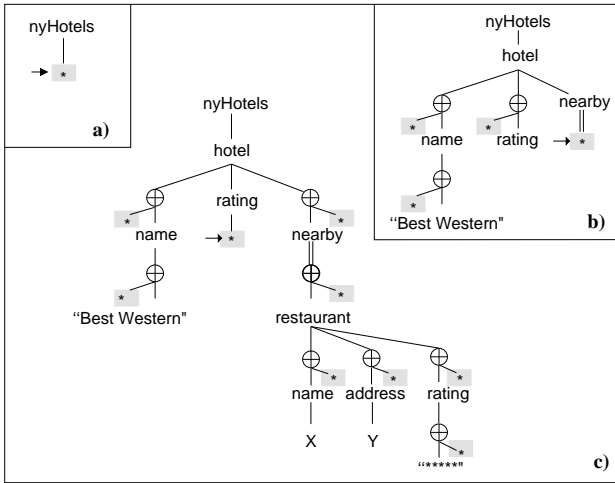 nyHotels
*
a)
nyHotels
hotel
nearby
* * *
name rating
*
“Best Western"
b)
nyHotels
hotel
rating
* * *
name nearby
* *
“Best Western" restaurant
* * *
name address rating
X Y *
“*****"
c)